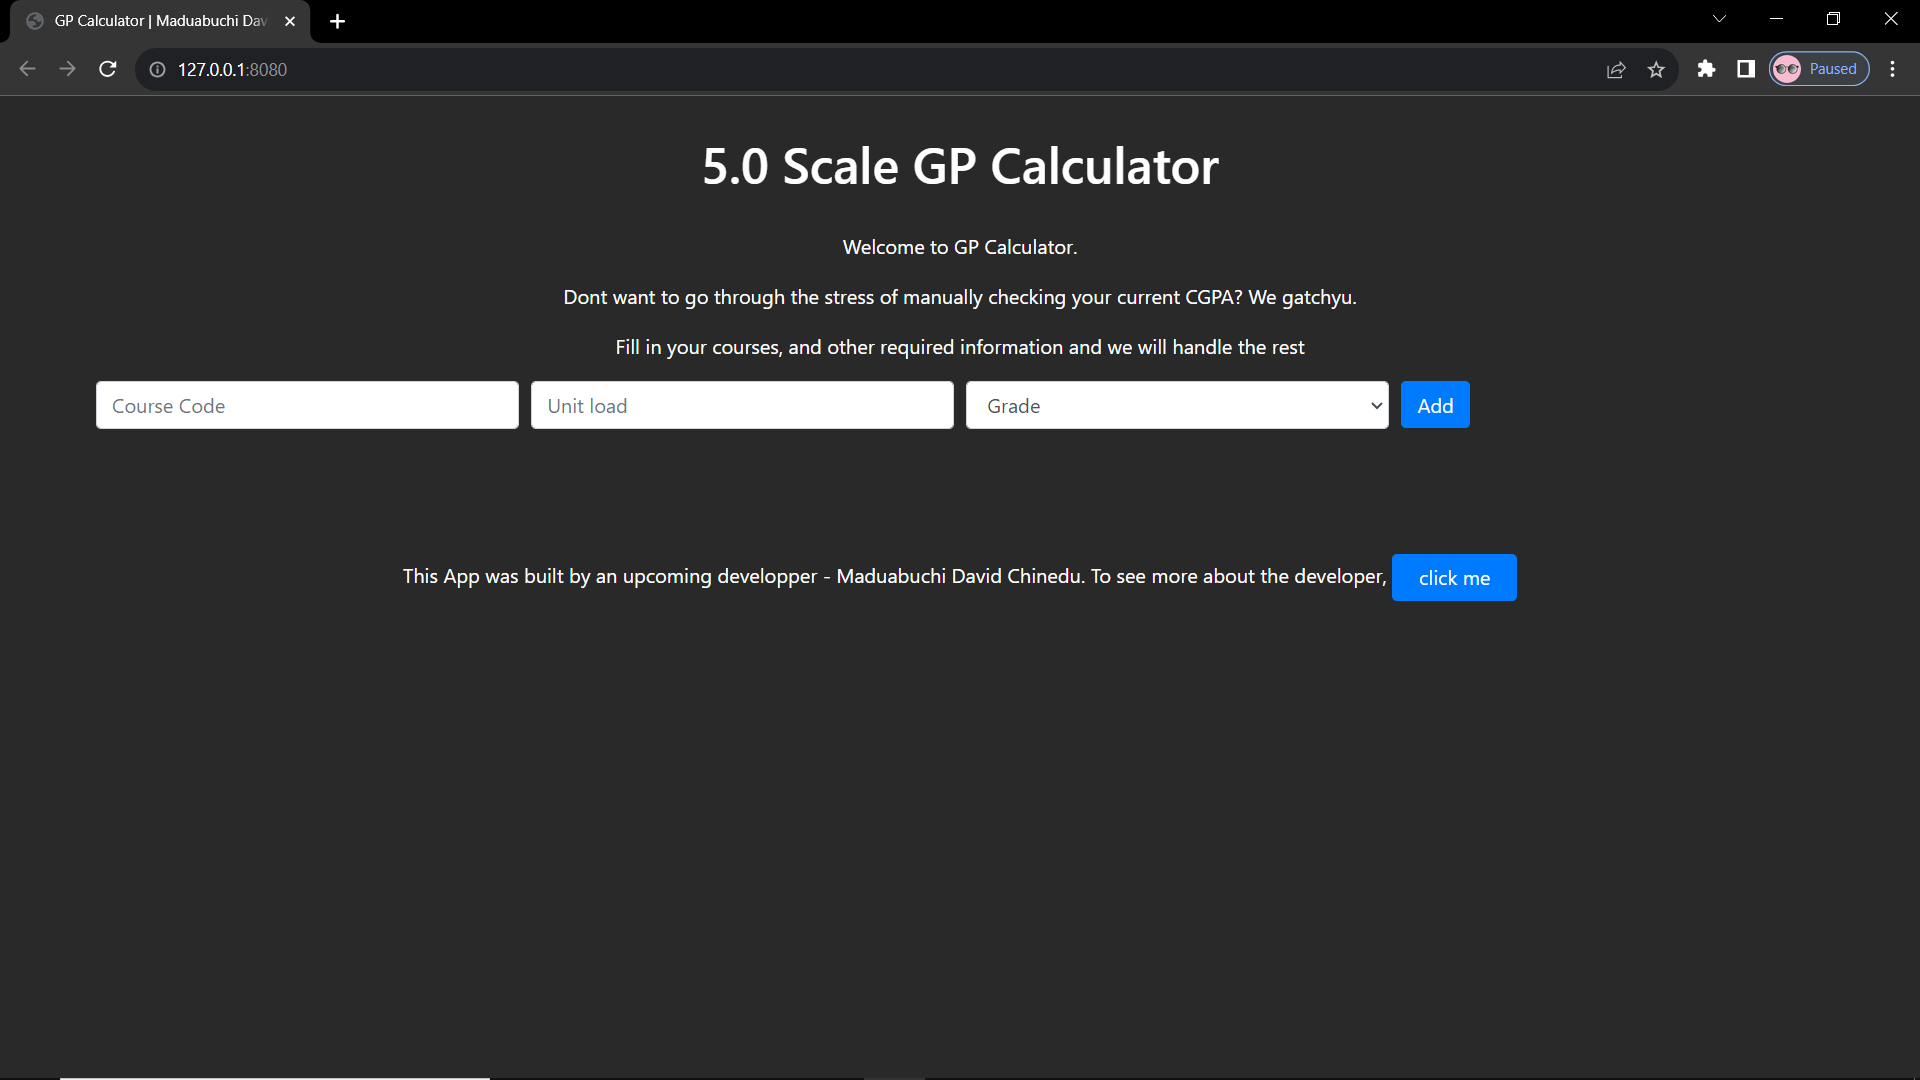 GP Calculator | Maduabuchi Dav
127.0.0.1:8080
Paused
5.0 Scale GP Calculator
Welcome to GP Calculator.
Dont want to go through the stress of manually checking your current CGPA? We gatchyu.
Fill in your courses, and other required information and we will handle the rest
Course Code Unit load Grade Add
This App was built by an upcoming developper - Maduabuchi David Chinedu. To see more about the developer, click me